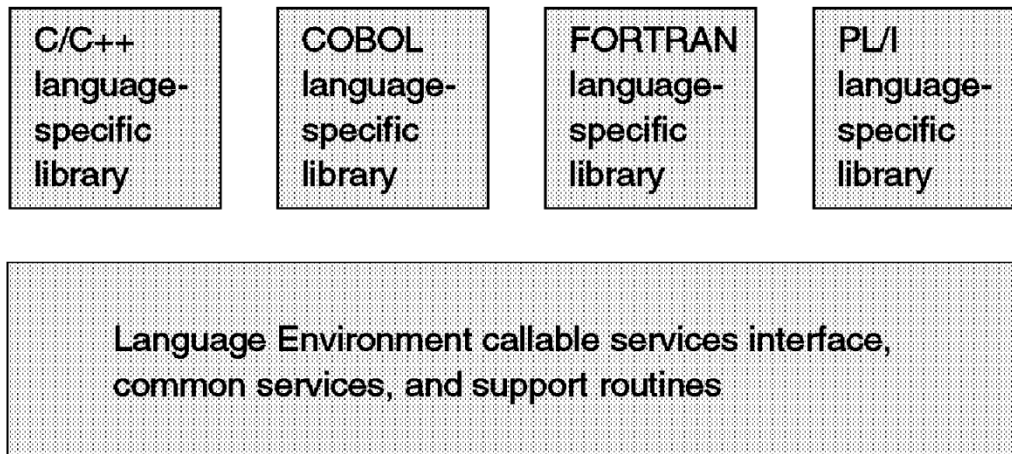 C/C++
language-
specific
library
COBOL
language-
specific
library
FORTRAN
language-
specific
library
PL/I
language-
specific
library
Language Environment callable services interface,
common services, and support routines